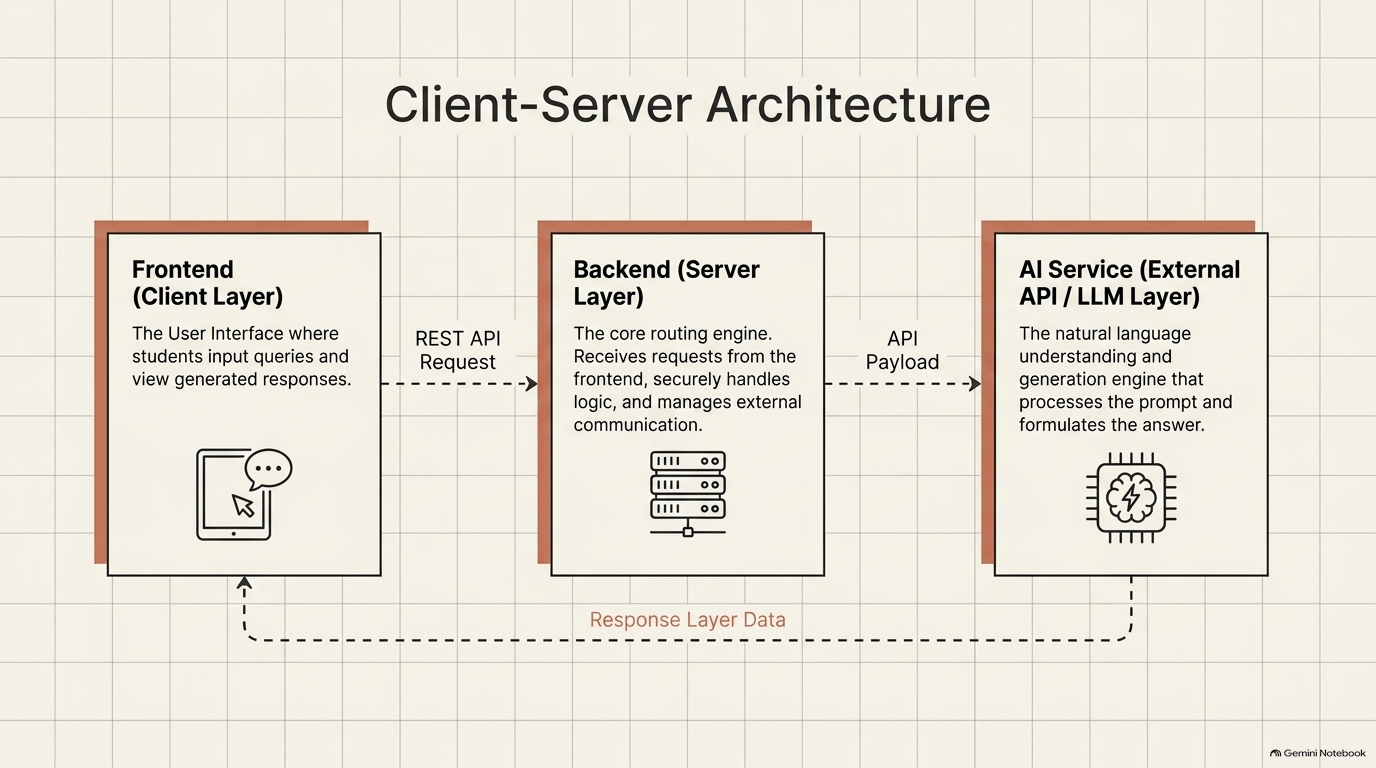 Client-Server Architecture
Frontend
(Client Layer)
The User Interface where
students input queries and
view generated responses.
REST API
Request
Backend (Server
Layer)
The core routing engine.
Receives requests from the
frontend, securely handles
logic, and manages external
communication.
API
Payload
AI Service (External
API / LLM Layer)
The natural language
understanding and
generation engine that
processes the prompt and
formulates the answer.
Response Layer Data
Gemini Notebook